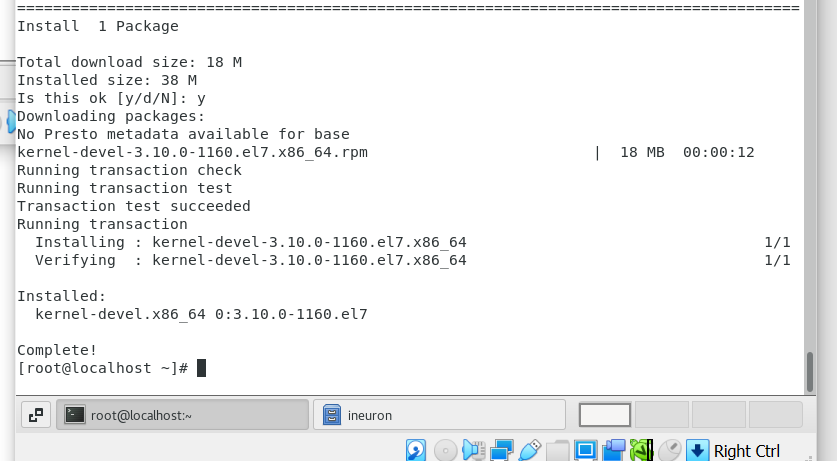 ================================================================================
Install  1 Package
Total download size: 18 M
Installed size: 38 M
Is this ok [y/d/N]: y
Downloading packages:
No Presto metadata available for base
kernel-devel-3.10.0-1160.el7.x86_64.rpm                         |  18 MB  00:00:12
Running transaction check
Running transaction test
Transaction test succeeded
Running transaction
  Installing : kernel-devel-3.10.0-1160.el7.x86_64                                 1/1
  Verifying  : kernel-devel-3.10.0-1160.el7.x86_64                                 1/1
Installed:
  kernel-devel.x86_64 0:3.10.0-1160.el7
Complete!
[root@localhost ~]#
root@localhost:~
ineuron
Right Ctrl